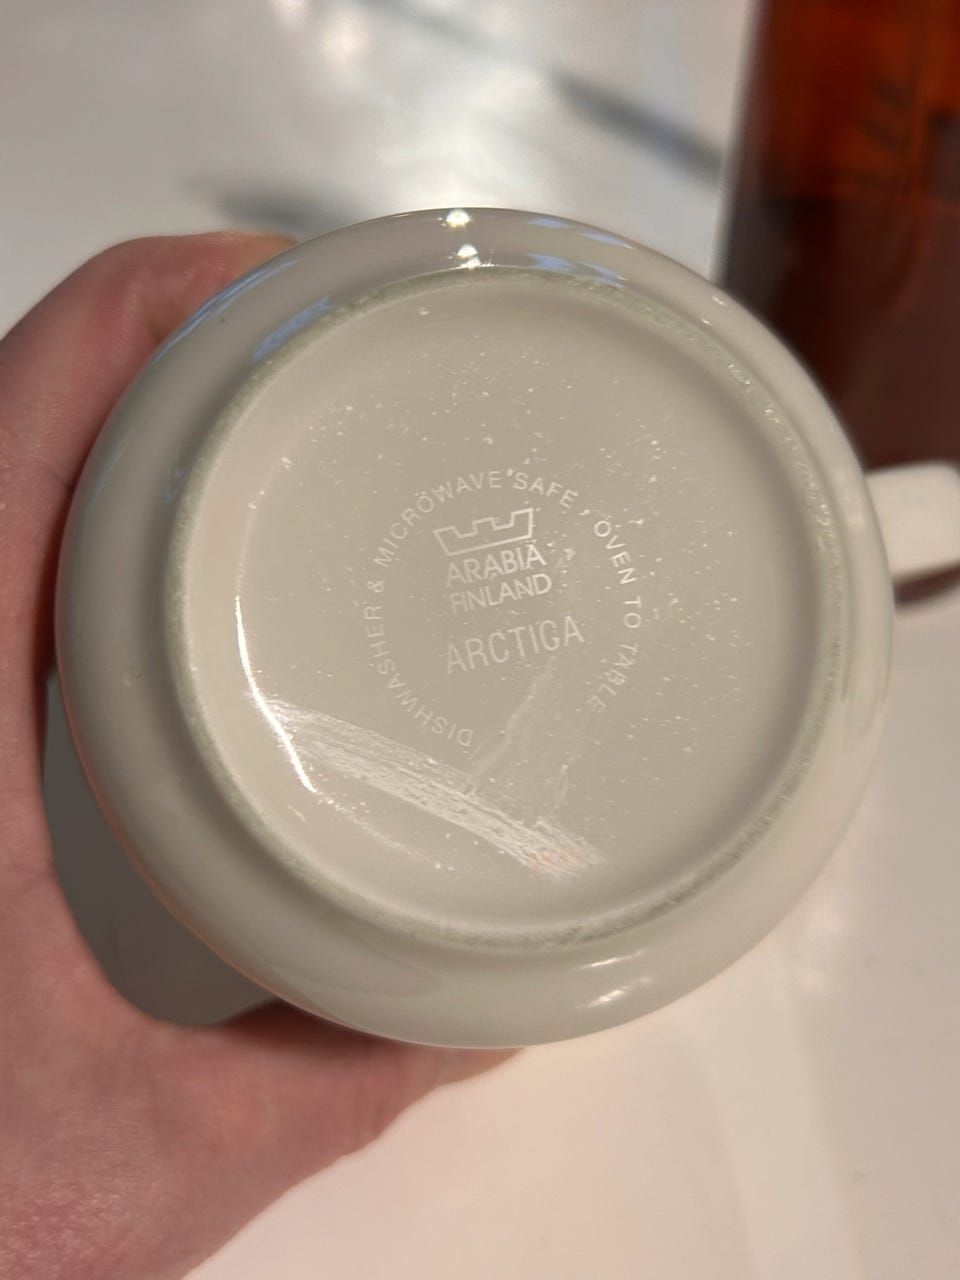 DISHWASHER & MICROWAVE SAFE, OVEN TO TABLE
ARABIA
FINLAND
ARCTICA